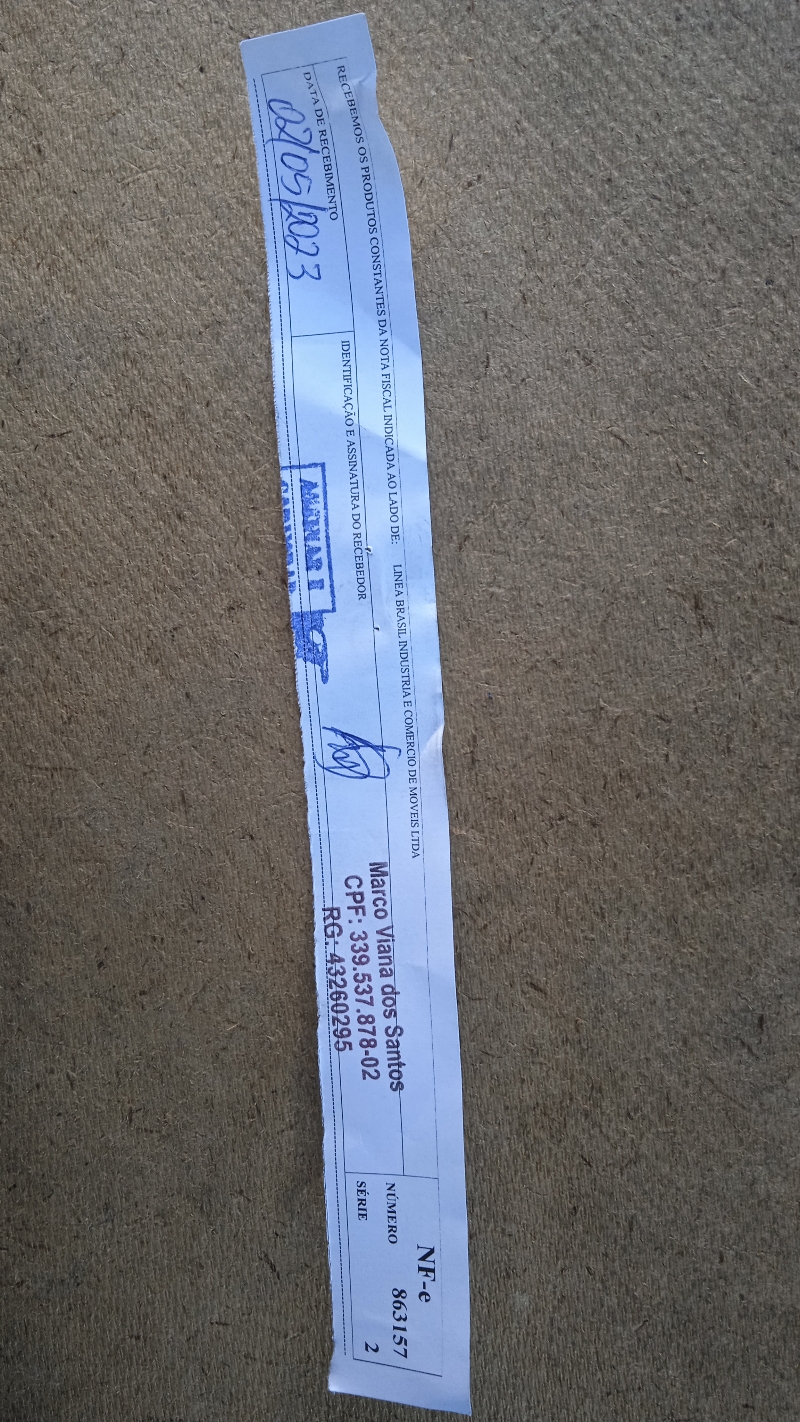 RECEBEMOS OS PRODUTOS CONSTANTES DA NOTA FISCAL INDICADA AO LADO DE: LINEA BRASIL INDUSTRIA E COMERCIO DE MOVEIS LTDA
DATA DE RECEBIMENTO
02/05/2023
IDENTIFICAÇÃO E ASSINATURA DO RECEBEDOR
Marco Viana dos Santos
CPF: 339.537.878-02
RG: 43260295
NF-e
NÚMERO 863157
SÉRIE 2